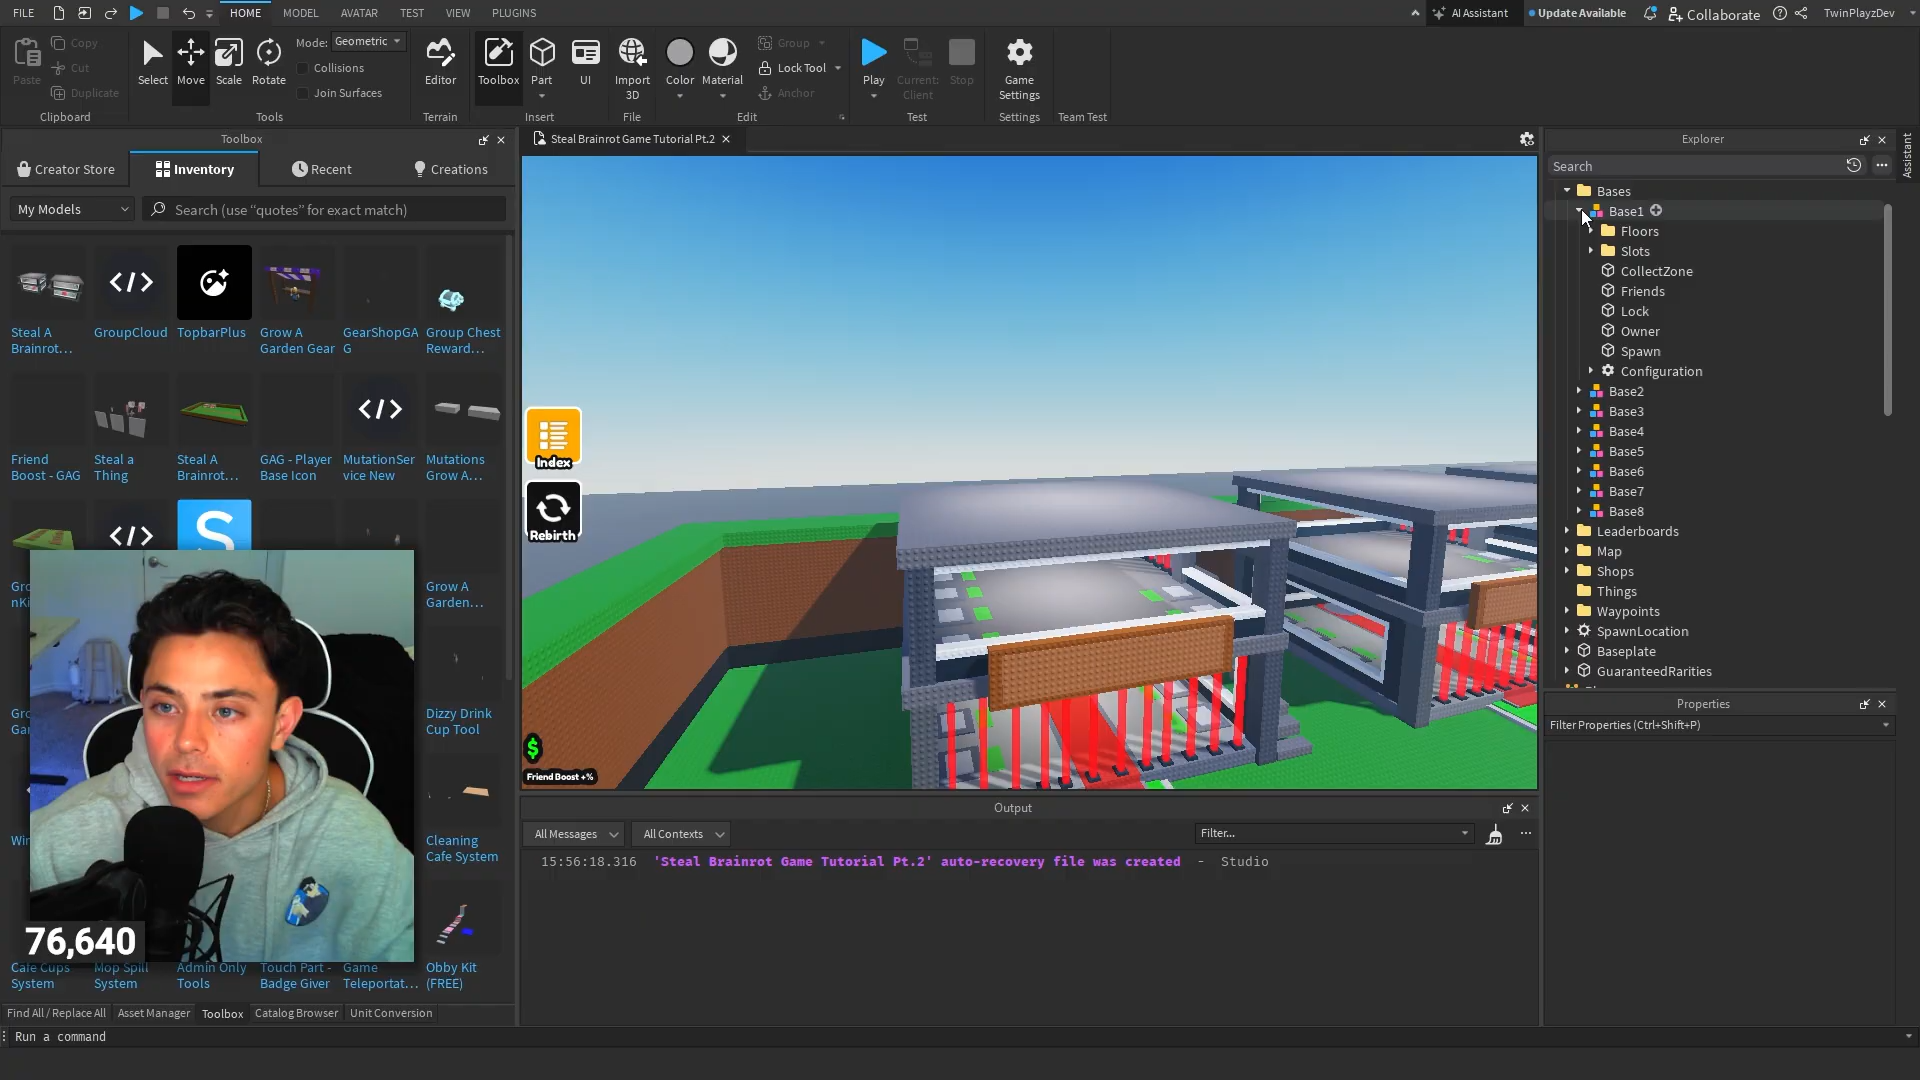 FILE
HOME
MODEL
AVATAR
TEST
VIEW
PLUGINS
AI Assistant
Update Available
Collaborate
TwinPlayzDev
Paste
Copy
Cut
Duplicate
Clipboard
Select
Move
Scale
Rotate
Mode: Geometric
Collisions
Join Surfaces
Tools
Editor
Terrain
Toolbox
Part
UI
Insert
Import
3D
File
Color
Material
Group
Lock Tool
Anchor
Edit
Play
Current:
Client
Stop
Test
Game
Settings
Settings
Team Test
Toolbox
Creator Store
Inventory
Recent
Creations
My Models
Search (use “quotes” for exact match)
Steal A
Brainrot...
GroupCloud
TopbarPlus
Grow A
Garden Gear
GearShopGA
G
Group Chest
Reward...
Friend
Boost - GAG
Steal a
Thing
Steal A
Brainrot...
GAG - Player
Base Icon
MutationSer
vice New
Mutations
Grow A...
S
Grow A
Garden...
Dizzy Drink
Cup Tool
Cleaning
Cafe System
76,640
Cafe Cups
System
Mop Spill
System
Admin Only
Tools
Touch Part -
Badge Giver
Game
Teleportat...
Obby Kit
(FREE)
Find All / Replace All
Asset Manager
Toolbox
Catalog Browser
Unit Conversion
Run a command
Steal Brainrot Game Tutorial Pt.2
Index
Rebirth
$
Friend Boost +%
Output
All Messages
All Contexts
Filter...
15:56:18.316 'Steal Brainrot Game Tutorial Pt.2' auto-recovery file was created - Studio
Explorer
Search
Assistant
Bases
Base1
Floors
Slots
CollectZone
Friends
Lock
Owner
Spawn
Configuration
Base2
Base3
Base4
Base5
Base6
Base7
Base8
Leaderboards
Map
Shops
Things
Waypoints
SpawnLocation
Baseplate
GuaranteedRarities
Properties
Filter Properties (Ctrl+Shift+P)